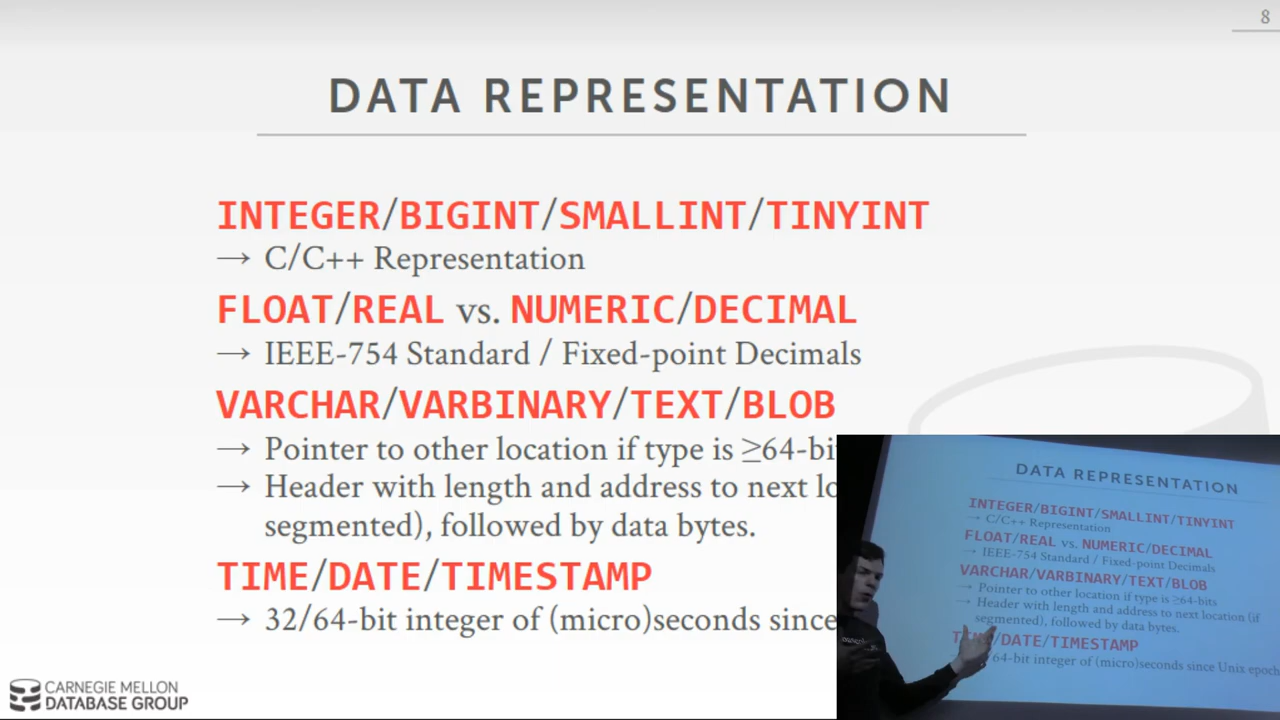 8
DATA REPRESENTATION
INTEGER/BIGINT/SMALLINT/TINYINT
→ C/C++ Representation
FLOAT/REAL vs. NUMERIC/DECIMAL
→ IEEE-754 Standard / Fixed-point Decimals
VARCHAR/VARBINARY/TEXT/BLOB
→ Pointer to other location if type is ≥64-bi
→ Header with length and address to next lo
segmented), followed by data bytes.
TIME/DATE/TIMESTAMP
→ 32/64-bit integer of (micro)seconds since
CARNEGIE MELLON
DATABASE GROUP
DATA REPRESENTATION
INTEGER/BIGINT/SMALLINT/TINYINT
→ C/C++ Representation
FLOAT/REAL vs. NUMERIC/DECIMAL
→ IEEE-754 Standard / Fixed-point Decimals
VARCHAR/VARBINARY/TEXT/BLOB
→ Pointer to other location if type is ≥64-bits
→ Header with length and address to next location (if
segmented), followed by data bytes.
/DATE/TIMESTAMP
64-bit integer of (micro)seconds since Unix epoch